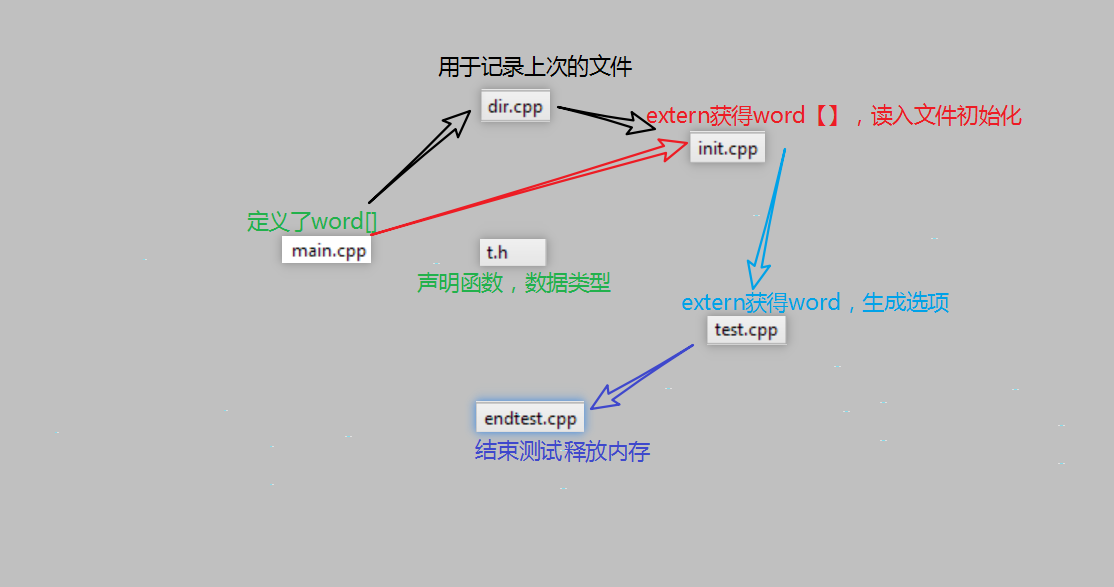 用于记录上次的文件
dir.cpp
extern获得word【】，读入文件初始化
init.cpp
定义了word[]
main.cpp
t.h
声明函数，数据类型
extern获得word，生成选项
test.cpp
endtest.cpp
结束测试释放内存